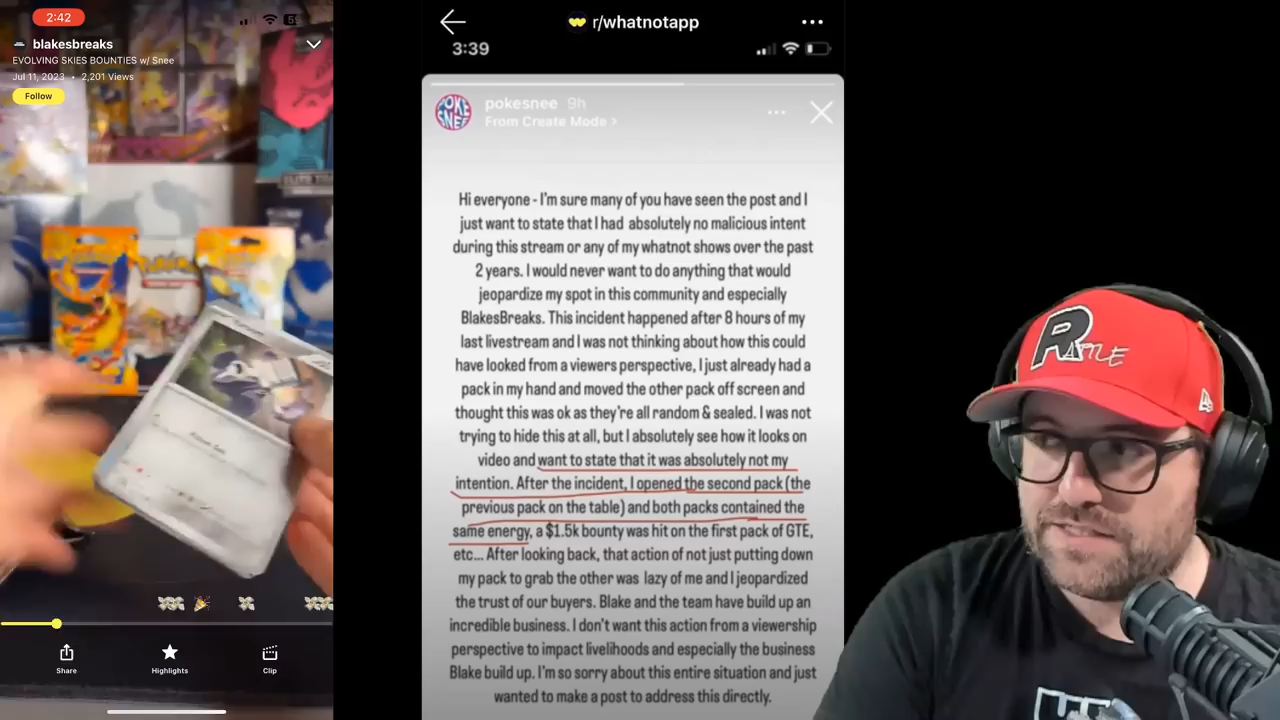 2:42
blakesbreaks
EVOLVING SKIES BOUNTIES w/ Snee
Jul 11, 2023 • 2,201 Views
Follow
Share
Highlights
Clip
r/whatnotapp
3:39
POKE
SNEE
pokesnee 9h
From Create Mode >
Hi everyone - I'm sure many of you have seen the post and I
just want to state that I had absolutely no malicious intent
during this stream or any of my whatnot shows over the past
2 years. I would never want to do anything that would
jeopardize my spot in this community and especially
BlakesBreaks. This incident happened after 8 hours of my
last livestream and I was not thinking about how this could
have looked from a viewers perspective, I just already had a
pack in my hand and moved the other pack off screen and
thought this was ok as they're all random & sealed. I was not
trying to hide this at all, but I absolutely see how it looks on
video and want to state that it was absolutely not my
intention. After the incident, I opened the second pack (the
previous pack on the table) and both packs contained the
same energy, a $1.5k bounty was hit on the first pack of GTE,
etc... After looking back, that action of not just putting down
my pack to grab the other was lazy of me and I jeopardized
the trust of our buyers. Blake and the team have build up an
incredible business. I don't want this action from a viewership
perspective to impact livelihoods and especially the business
Blake build up. I'm so sorry about this entire situation and just
wanted to make a post to address this directly.